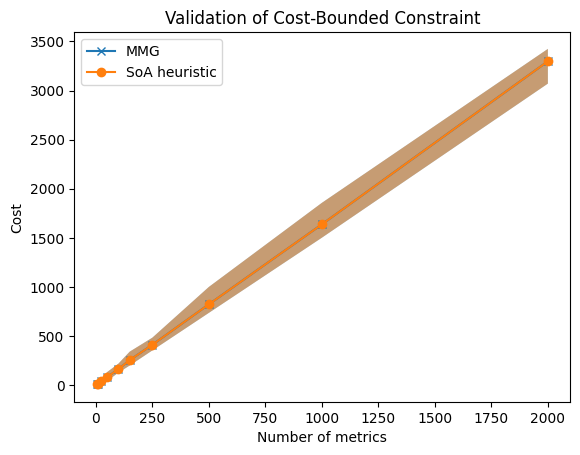 Validation of Cost-Bounded Constraint
MMG
SoA heuristic
3500
3000
2500
2000
1500
1000
500
0
Cost
0 250 500 750 1000 1250 1500 1750 2000
Number of metrics